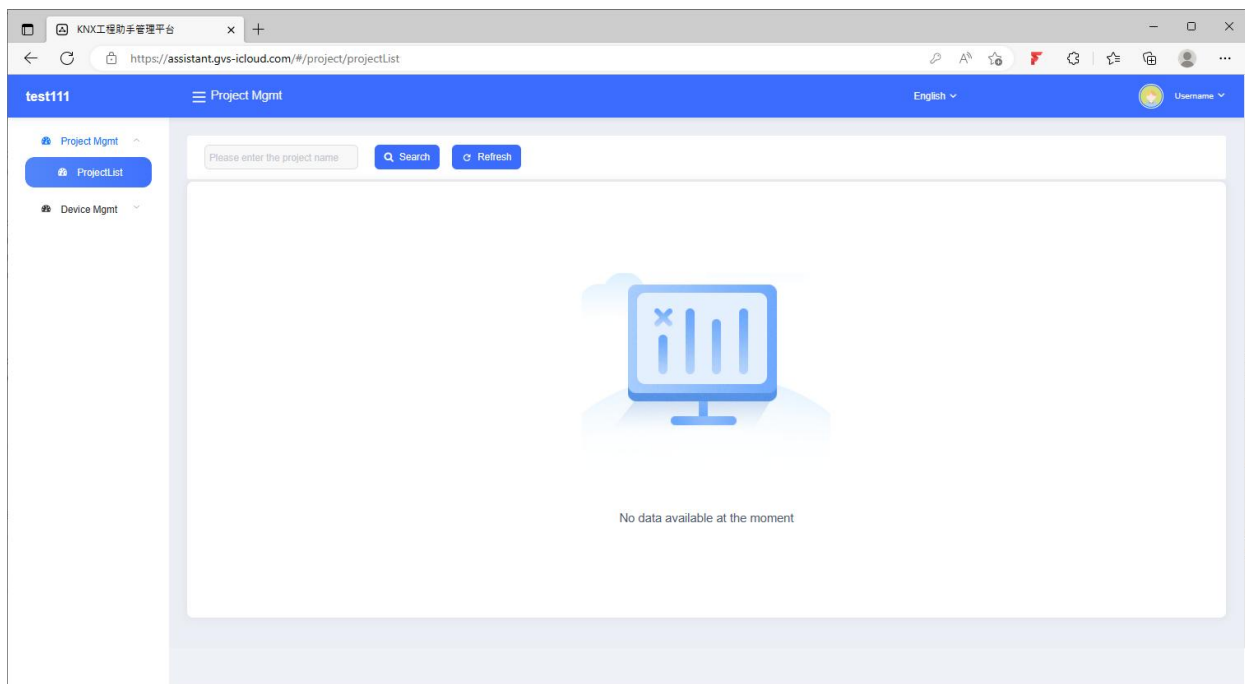 KNX工程助手管理平台
https://assistant.gvs-icloud.com/#/project/projectList
test111
Project Mgmt
English
Username
Project Mgmt
ProjectList
Device Mgmt
Please enter the project name
Search
Refresh
No data available at the moment